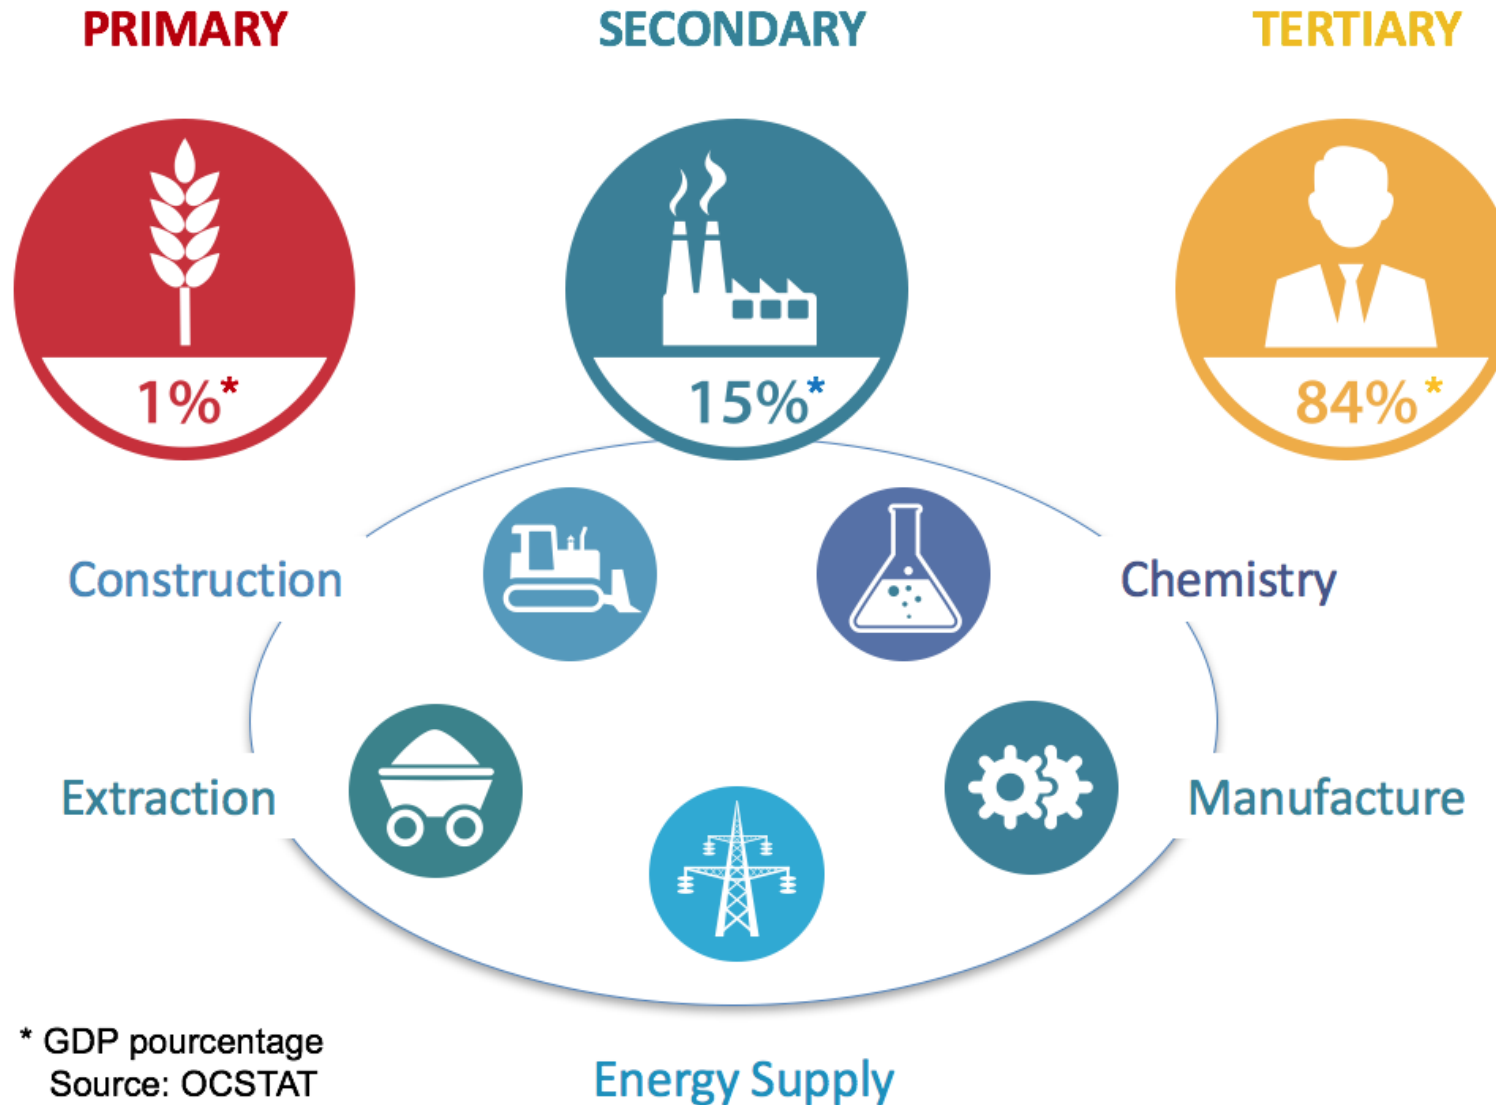 PRIMARY
SECONDARY
TERTIARY
1%*
15%*
84%*
Construction
Chemistry
Extraction
Manufacture
* GDP pourcentage
Source: OCSTAT
Energy Supply